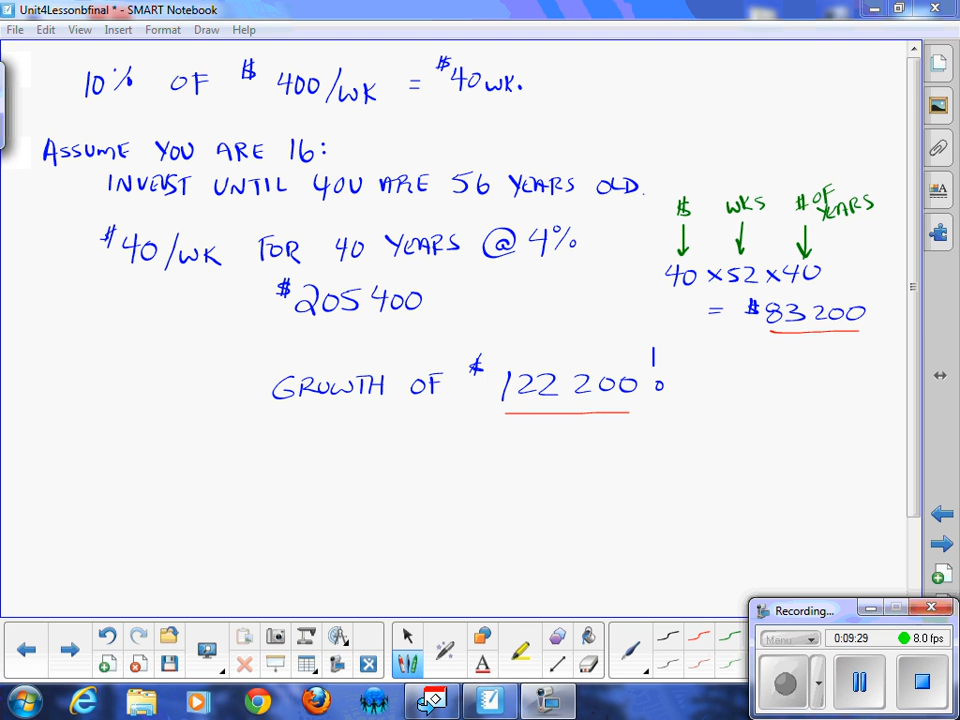 Unit4Lessonbfinal * - SMART Notebook
File Edit View Insert Format Draw Help
10% OF $400/WK = $40 WK.
ASSUME YOU ARE 16:
INVEST UNTIL YOU ARE 56 YEARS OLD.
$ WKS # OF YEARS
$40/WK FOR 40 YEARS @ 4%
40 x 52 x 40
$205 400
= $83 200
GROWTH OF $122 200!
Recording...
Menu 0:09:29 8.0 fps